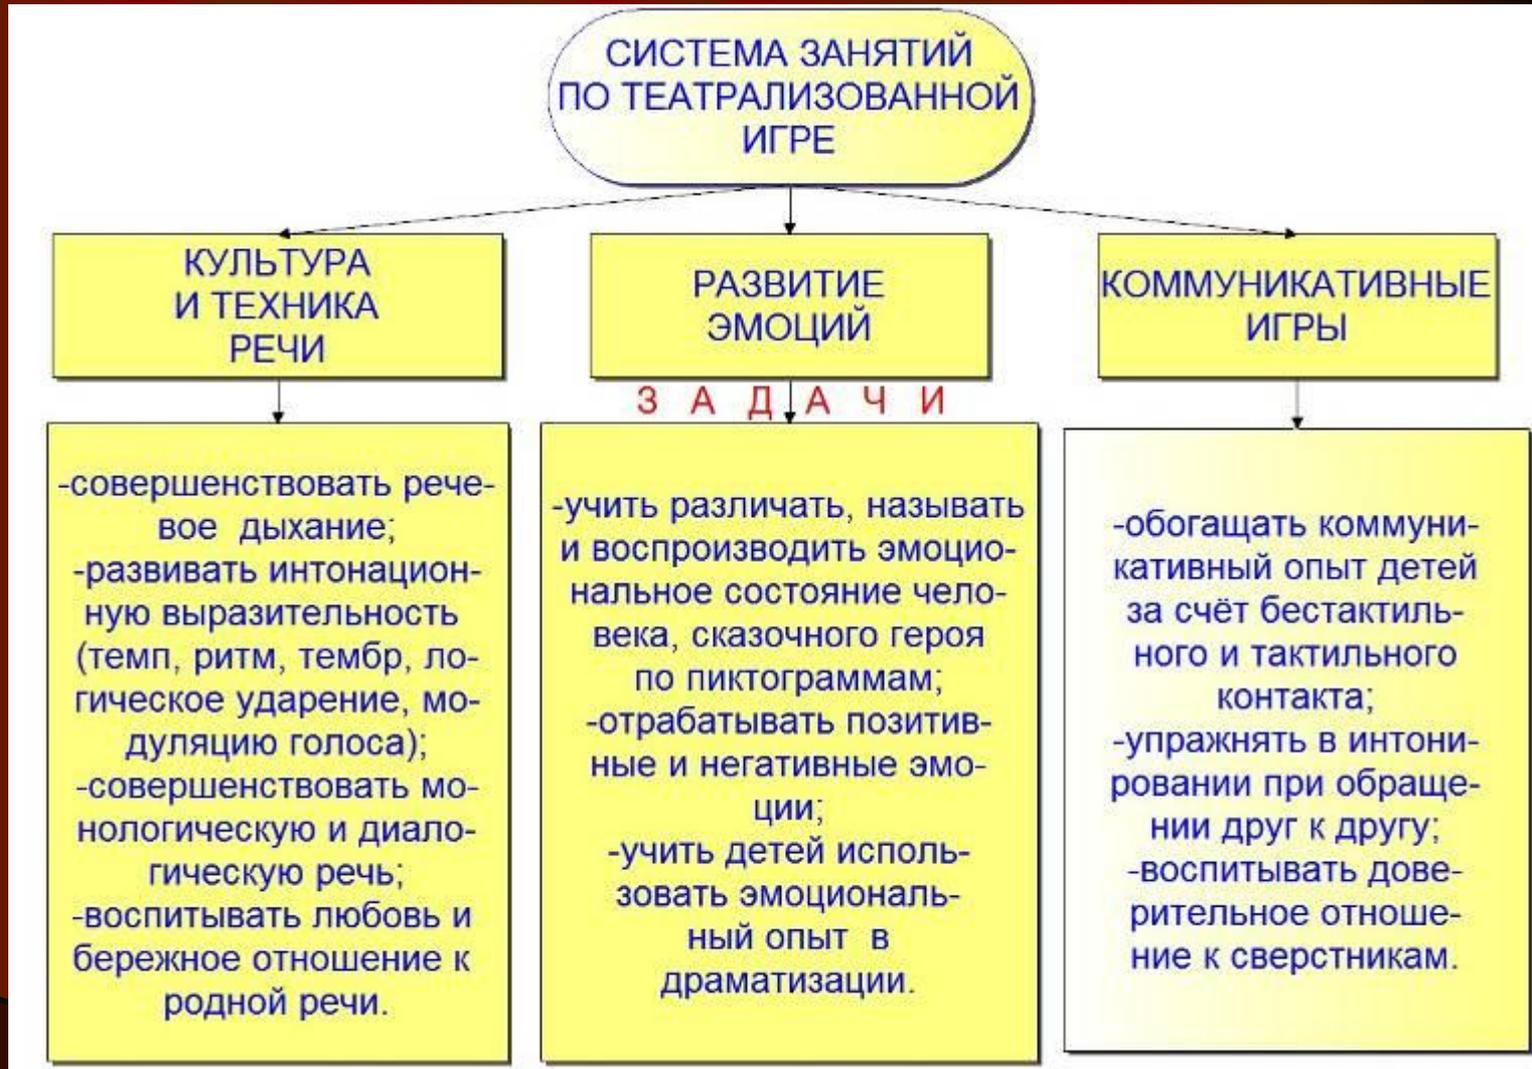 СИСТЕМА ЗАНЯТИЙ
ПО ТЕАТРАЛИЗОВАННОЙ
ИГРЕ
КУЛЬТУРА
И ТЕХНИКА
РЕЧИ
РАЗВИТИЕ
ЭМОЦИЙ
КОММУНИКАТИВНЫЕ
ИГРЫ
З А Д А Ч И
-совершенствовать рече-
вое дыхание;
-развивать интонацион-
ную выразительность
(темп, ритм, тембр, ло-
гическое ударение, мо-
дуляцию голоса);
-совершенствовать мо-
нологическую и диало-
гическую речь;
-воспитывать любовь и
бережное отношение к
родной речи.
-учить различать, называть
и воспроизводить эмоцио-
нальное состояние чело-
века, сказочного героя
по пиктограммам;
-отрабатывать позитив-
ные и негативные эмо-
ции;
-учить детей исполь-
зовать эмоциональ-
ный опыт в
драматизации.
-обогащать коммуни-
кативный опыт детей
за счёт бестактиль-
ного и тактильного
контакта;
-упражнять в интони-
ровании при обраще-
нии друг к другу;
-воспитывать дове-
рительное отноше-
ние к сверстникам.